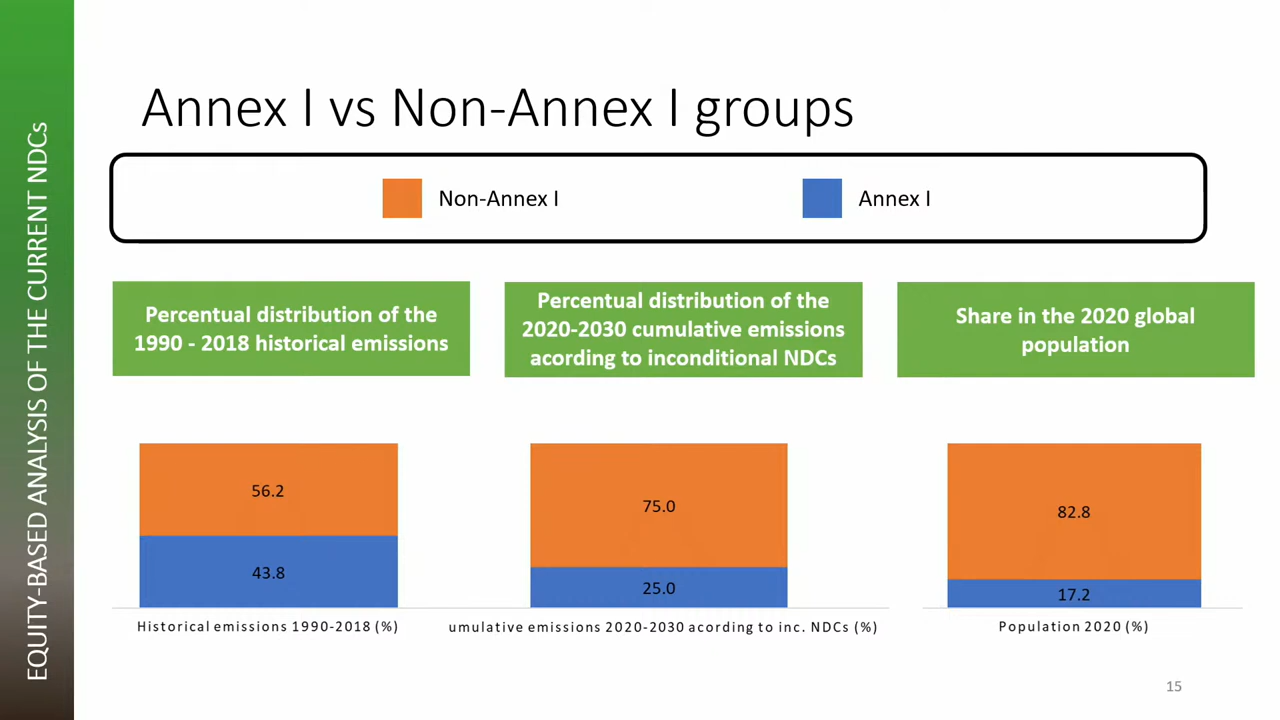 EQUITY-BASED ANALYSIS OF THE CURRENT NDCs
Annex I vs Non-Annex I groups
Non-Annex I
Annex I
Percentual distribution of the
1990 - 2018 historical emissions
Percentual distribution of the
2020-2030 cumulative emissions
acording to inconditional NDCs
Share in the 2020 global
population
56.2
43.8
Historical emissions 1990-2018 (%)
75.0
25.0
umulative emissions 2020-2030 acording to inc. NDCs (%)
82.8
17.2
Population 2020 (%)
15